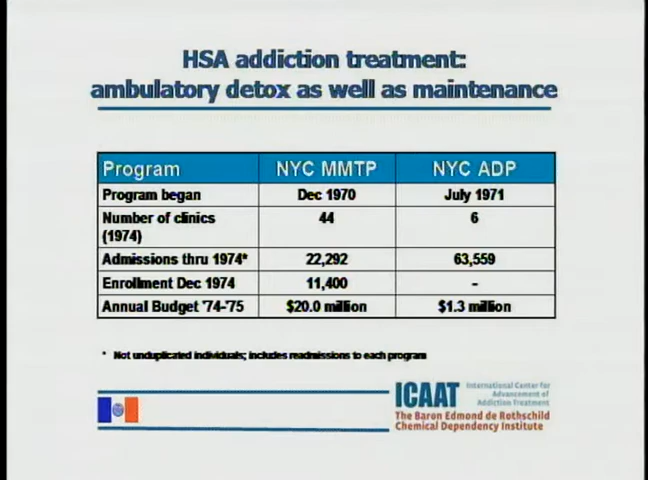 HSA addiction treatment:
ambulatory detox as well as maintenance
Program NYC MMTP NYC ADP
Program began Dec 1970 July 1971
Number of clinics (1974) 44 6
Admissions thru 1974* 22,292 63,559
Enrollment Dec 1974 11,400 -
Annual Budget '74-'75 $20.0 million $1.3 million
* Not unduplicated individuals; includes readmissions to each program
ICAAT International Center for
Advancement of
Addiction Treatment
The Baron Edmond de Rothschild
Chemical Dependency Institute